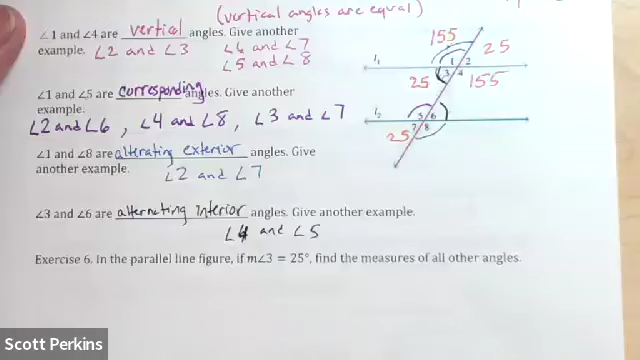 (vertical angles are equal)
∠1 and ∠4 are vertical angles. Give another
example. ∠2 and ∠3 ∠6 and ∠7
∠5 and ∠8
∠1 and ∠5 are corresponding angles. Give another
example.
∠2 and ∠6, ∠4 and ∠8, ∠3 and ∠7
∠1 and ∠8 are alterating exterior angles. Give
another example. ∠2 and ∠7
∠3 and ∠6 are alternating interior angles. Give another example.
∠4 and ∠5
Exercise 6. In the parallel line figure, if m∠3 = 25°, find the measures of all other angles.
155
25
l₁ 1 2
25 3 4 155
l₂ 5 6
25 7 8
Scott Perkins